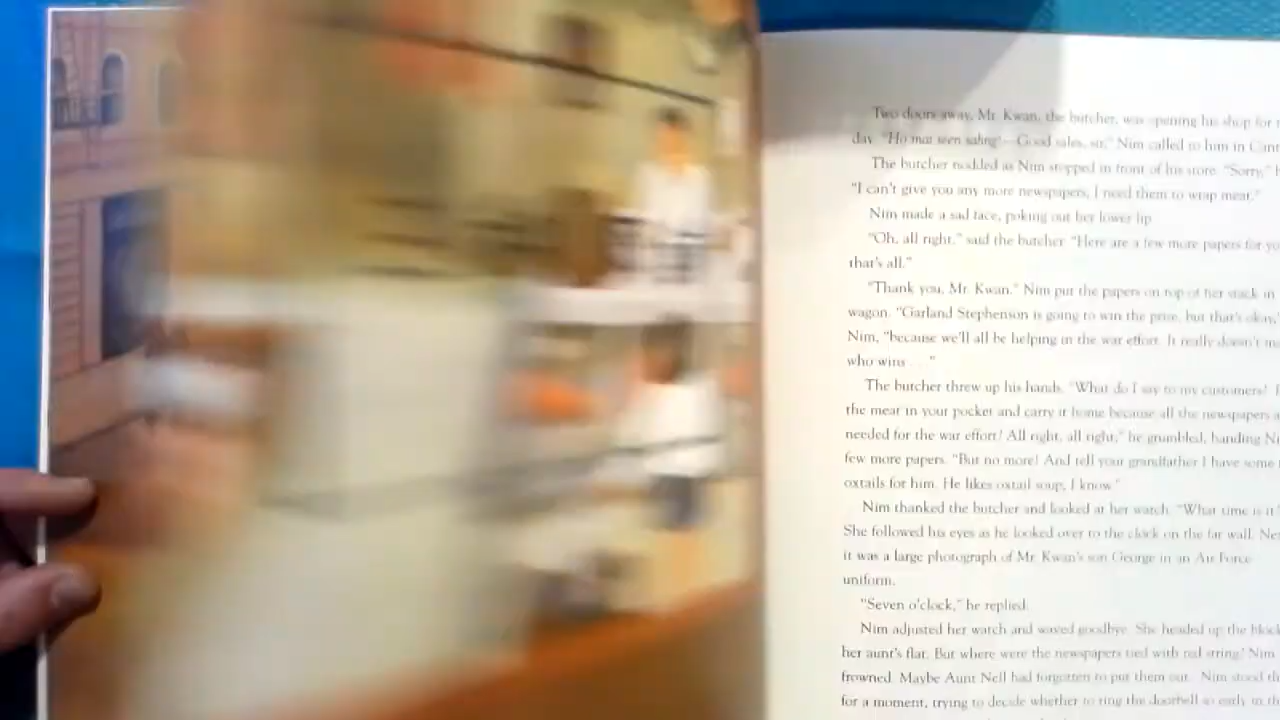 Two doors away, Mr. Kwan, the butcher, was opening his shop for
day. "Ho mai seen saang—Good sales, sir," Nim called to him in
The butcher nodded as Nim stopped in front of his store. "Sorry,"
"I can't give you any more newspapers, I need them to wrap meat."
Nim made a sad face, poking out her lower lip.
"Oh, all right," said the butcher. "Here are a few more papers for
that's all."
"Thank you, Mr. Kwan." Nim put the papers on top of her stack in
wagon. "Garland Stephenson is going to win the prize, but that's okay,"
Nim, "because we'll all be helping in the war effort. It really doesn't
who wins . . ."
The butcher threw up his hands. "What do I say to my customers?
the meat in your pocket and carry it home because all the newspapers
needed for the war effort? All right, all right," he grumbled, handing
few more papers. "But no more! And tell your grandfather I have some
oxtails for him. He likes oxtail soup, I know."
Nim thanked the butcher and looked at her watch. "What time is it
She followed his eyes as he looked over to the clock on the far wall.
it was a large photograph of Mr. Kwan's son George in an Air Force
uniform.
"Seven o'clock," he replied.
Nim adjusted her watch and waved goodbye. She headed up the
her aunt's flat. But where were the newspapers tied with red string? Nim
frowned. Maybe Aunt Nell had forgotten to put them out. Nim stood
for a moment, trying to decide whether to ring the doorbell so early in